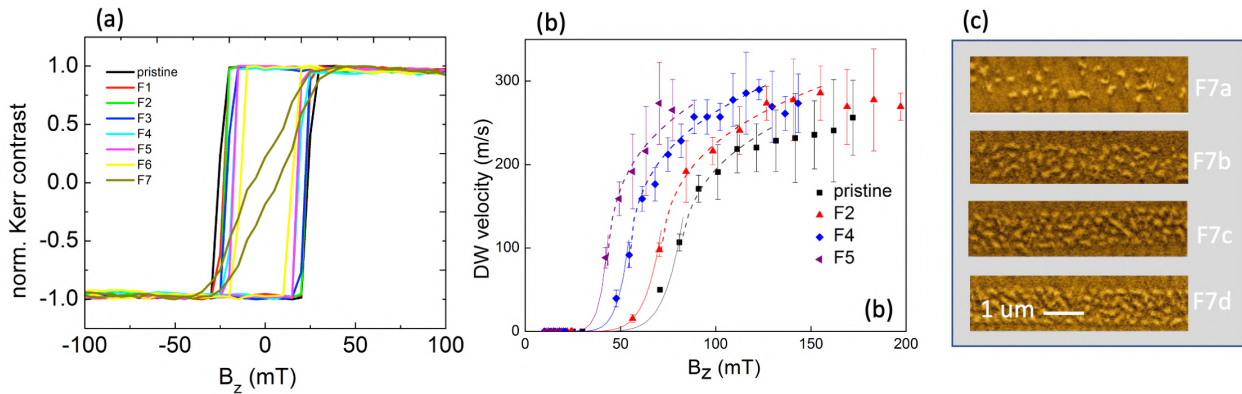 (a)
norm. Kerr contrast
1.0
0.5
0.0
-0.5
-1.0
pristine
F1
F2
F3
F4
F5
F6
F7
-100 -50 0 50 100
B_z (mT)
(b)
DW velocity (m/s)
300
200
100
0
pristine
F2
F4
F5
(b)
0 50 100 150 200
B_z (mT)
(c)
F7a
F7b
F7c
F7d
1 um